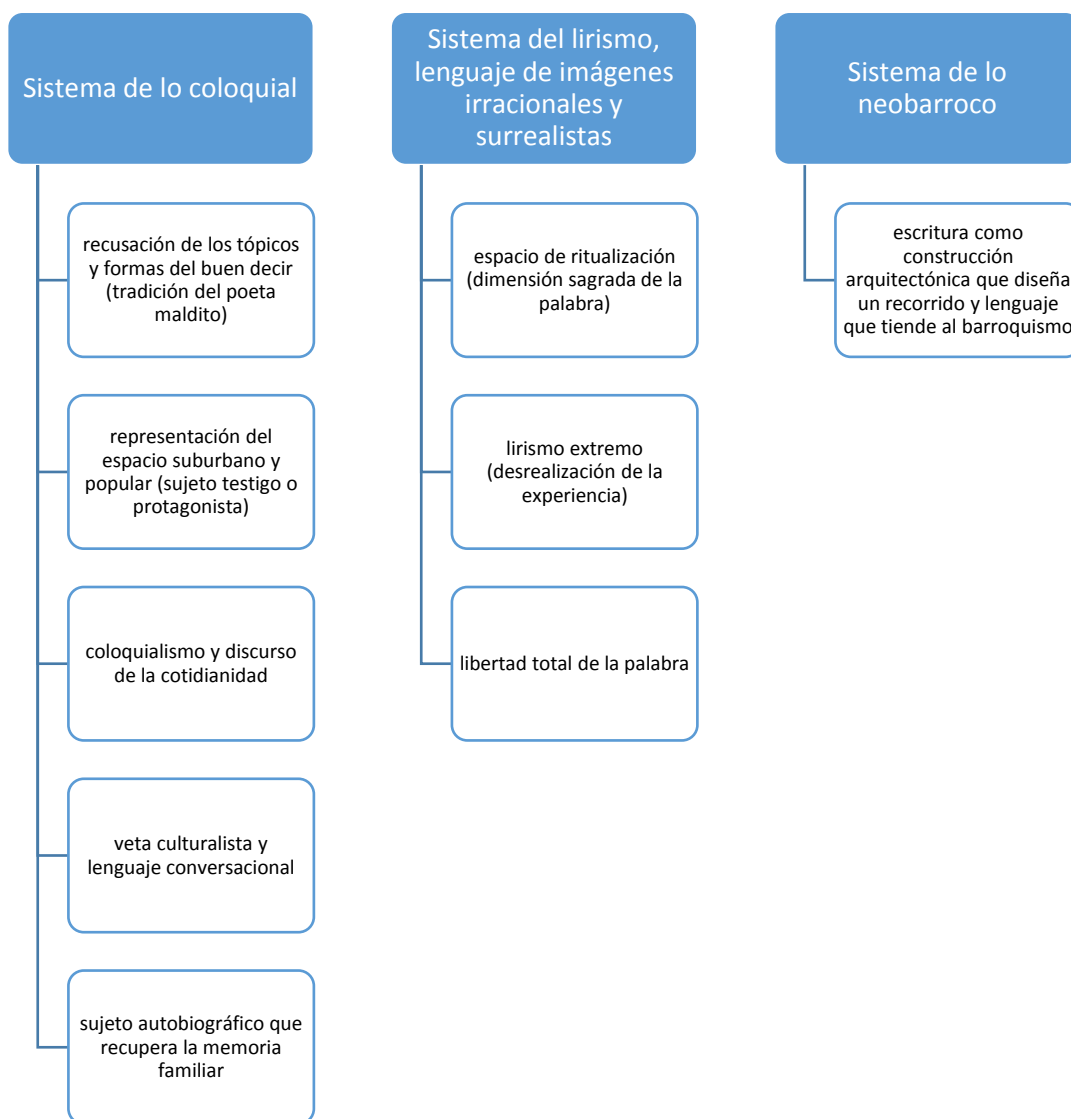 Sistema de lo coloquial
recusación de los tópicos
y formas del buen decir
(tradición del poeta
maldito)
representación del
espacio suburbano y
popular (sujeto testigo o
protagonista)
coloquialismo y discurso
de la cotidianidad
veta culturalista y
lenguaje conversacional
sujeto autobiográfico que
recupera la memoria
familiar
Sistema del lirismo,
lenguaje de imágenes
irracionales y
surrealistas
espacio de ritualización
(dimensión sagrada de la
palabra)
lirismo extremo
(desrealización de la
experiencia)
libertad total de la palabra
Sistema de lo
neobarroco
escritura como
construcción
arquitectónica que diseña
un recorrido y lenguaje
que tiende al barroquismo